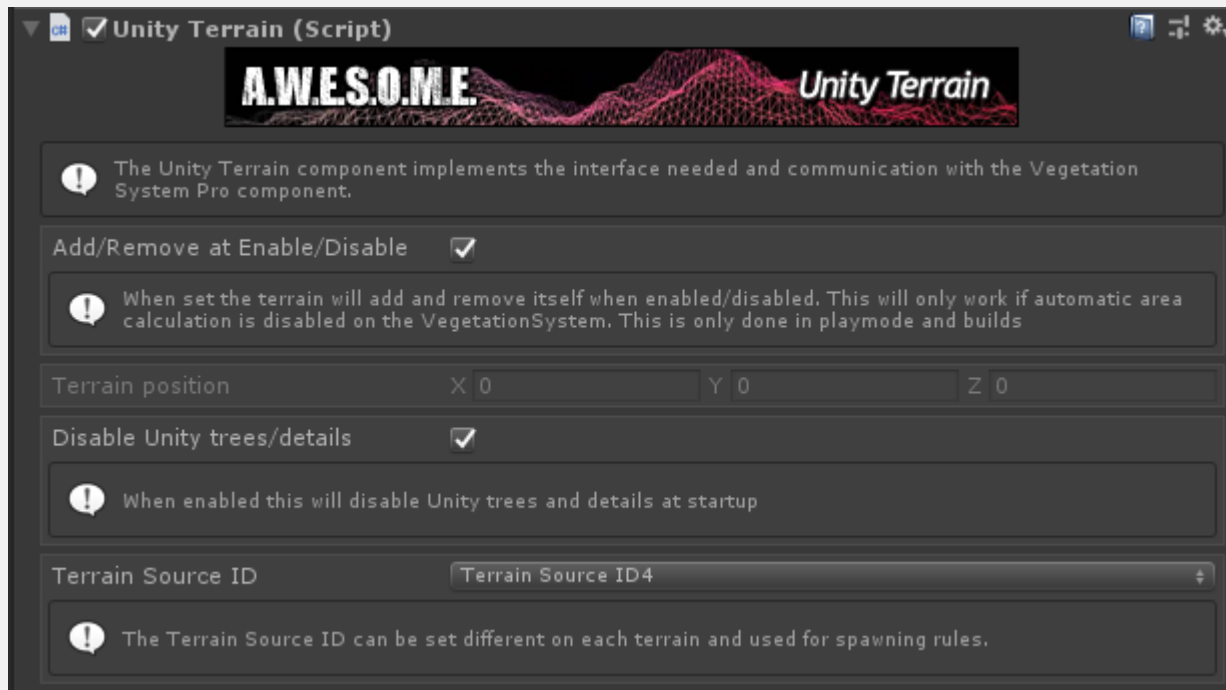 Unity Terrain (Script)
A.W.E.S.O.M.E.
Unity Terrain
The Unity Terrain component implements the interface needed and communication with the Vegetation
System Pro component.
Add/Remove at Enable/Disable
When set the terrain will add and remove itself when enabled/disabled. This will only work if automatic area
calculation is disabled on the VegetationSystem. This is only done in playmode and builds
Terrain position X 0 Y 0 Z 0
Disable Unity trees/details
When enabled this will disable Unity trees and details at startup
Terrain Source ID Terrain Source ID4
The Terrain Source ID can be set different on each terrain and used for spawning rules.